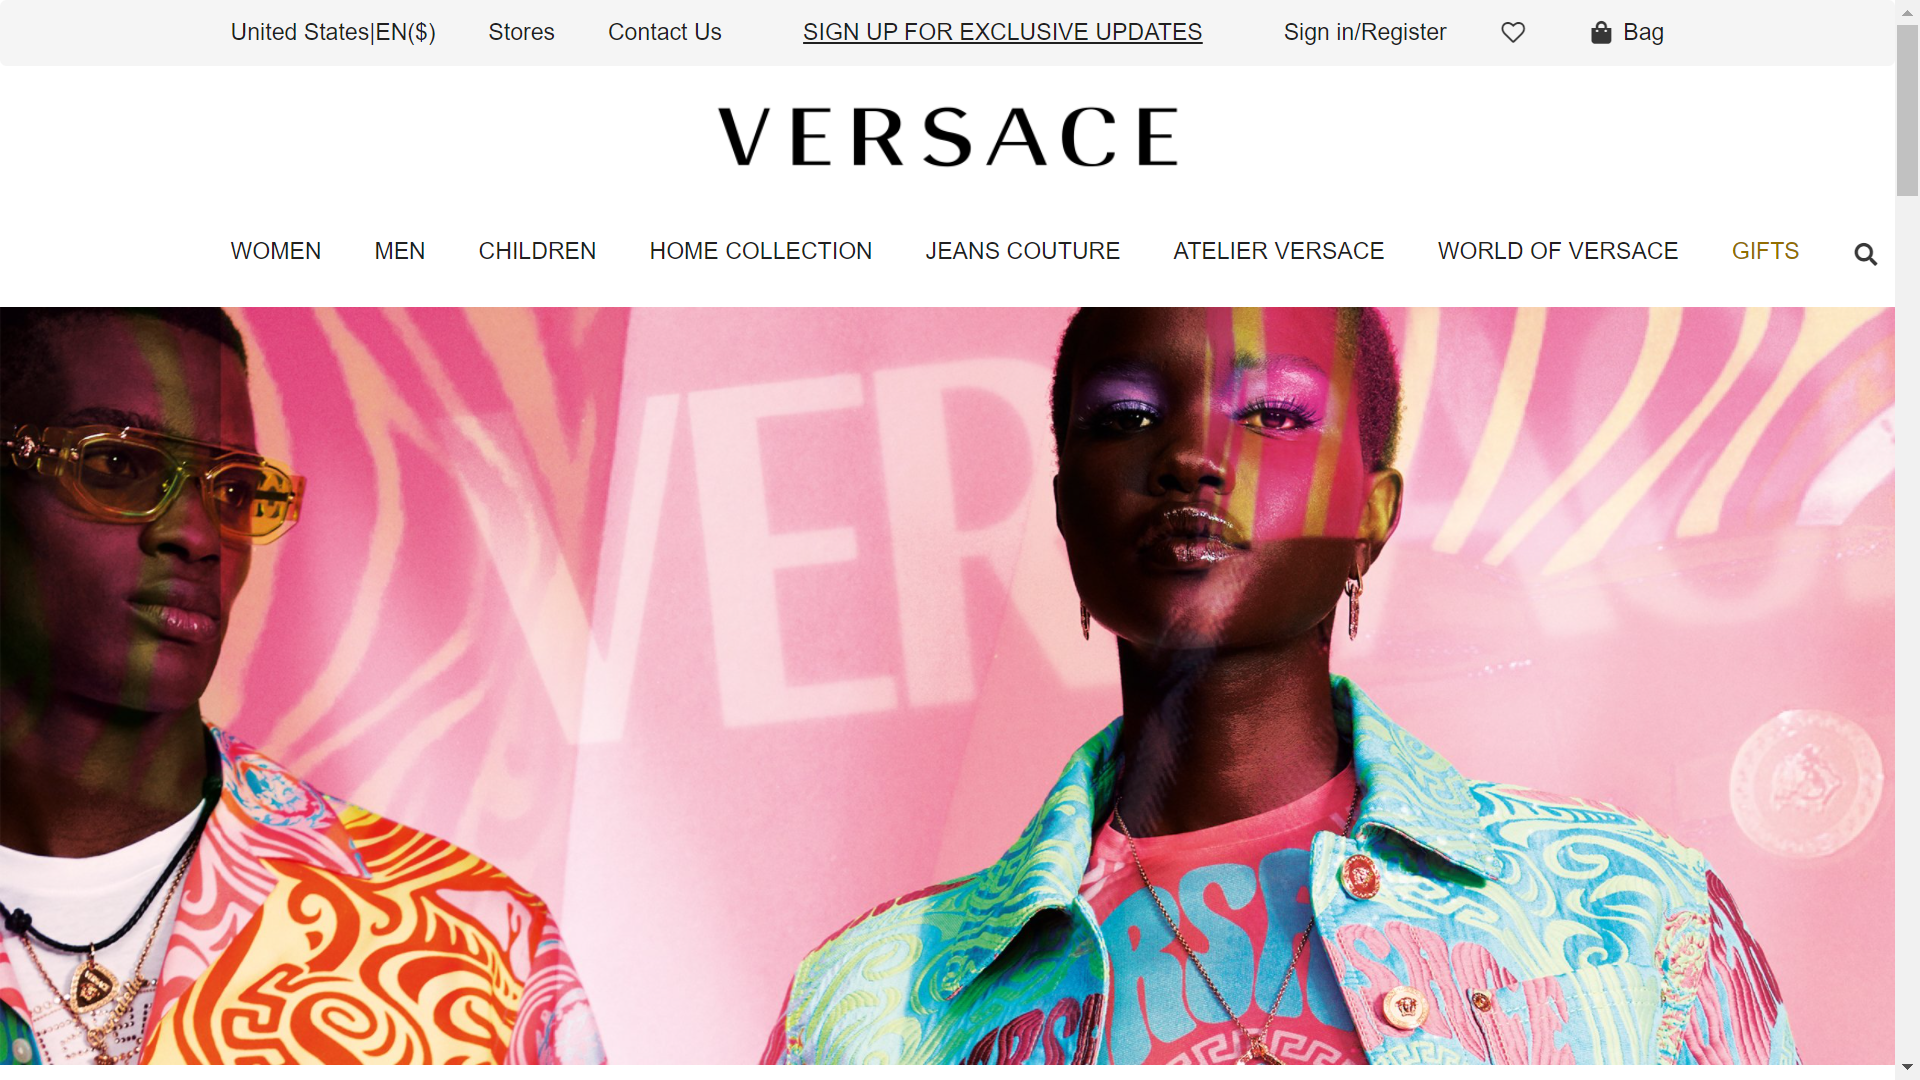 United States|EN($) Stores Contact Us SIGN UP FOR EXCLUSIVE UPDATES Sign in/Register Bag
VERSACE
WOMEN MEN CHILDREN HOME COLLECTION JEANS COUTURE ATELIER VERSACE WORLD OF VERSACE GIFTS
VER